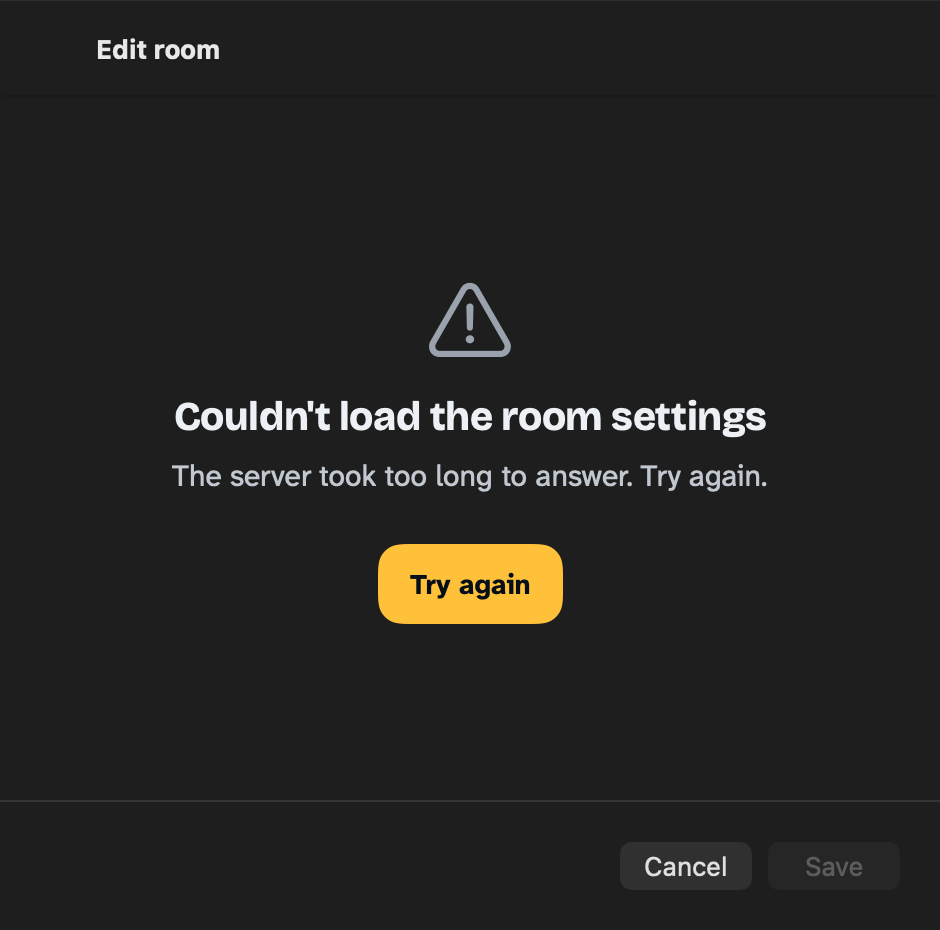 Edit room
Couldn't load the room settings
The server took too long to answer. Try again.
Try again
Cancel
Save